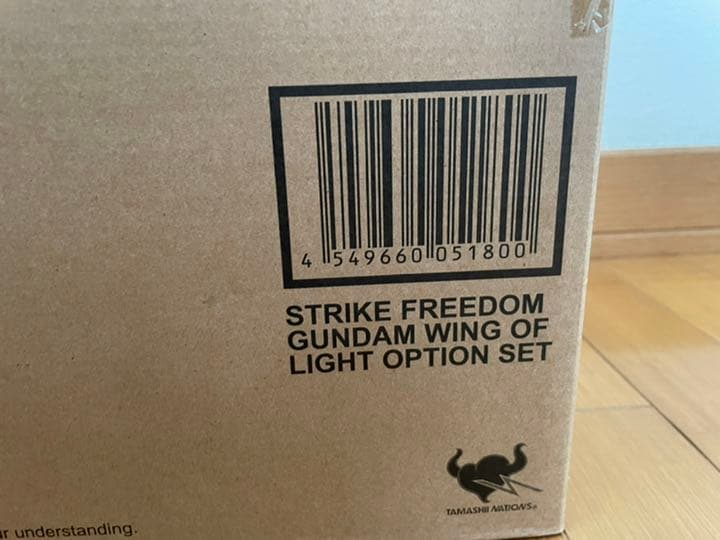 4 549660 051800
STRIKE FREEDOM
GUNDAM WING OF
LIGHT OPTION SET
TAMASHII NATIONS®
r understanding.